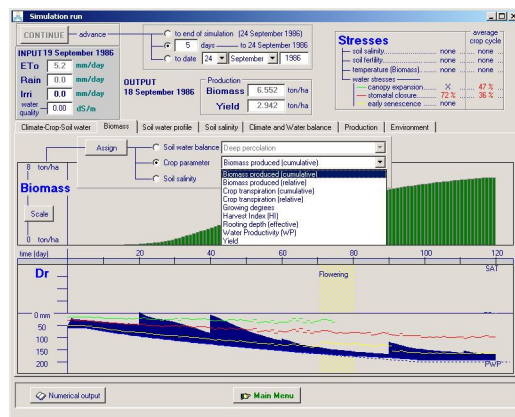 Simulation run
CONTINUE advance
to end of simulation (24 September 1986)
5 days to 24 September 1986
to date 24 September 1986
INPUT 19 September 1986
ETo 5.2 mm/day
Rain 0.0 mm/day
Irri 0.0 mm/day
water quality 0.00 dS/m
OUTPUT
18 September 1986
Production
Biomass 6.552 ton/ha
Yield 2.942 ton/ha
Stresses
average crop cycle
soil salinity none none
soil fertility none none
temperature (Biomass) none none
water stresses
canopy expansion X 47 %
stomatal closure 72 % 36 %
early senescence none
Climate-Crop-Soil water Biomass Soil water profile Soil salinity Climate and Water balance Production Environment
Assign
Soil water balance Deep percolation
Crop parameter Biomass produced (cumulative)
Soil salinity
Biomass produced (cumulative)
Biomass produced (relative)
Crop transpiration (cumulative)
Crop transpiration (relative)
Growing degrees
Harvest Index (HI)
Rooting depth (effective)
Water Productivity (WP)
Yield
8 ton/ha
Biomass
Scale
0 ton/ha
time (day) 20 40 60 80 100 120
Dr
Flowering
SAT
0 mm
50
100
150
200
PWP
Numerical output
Main Menu